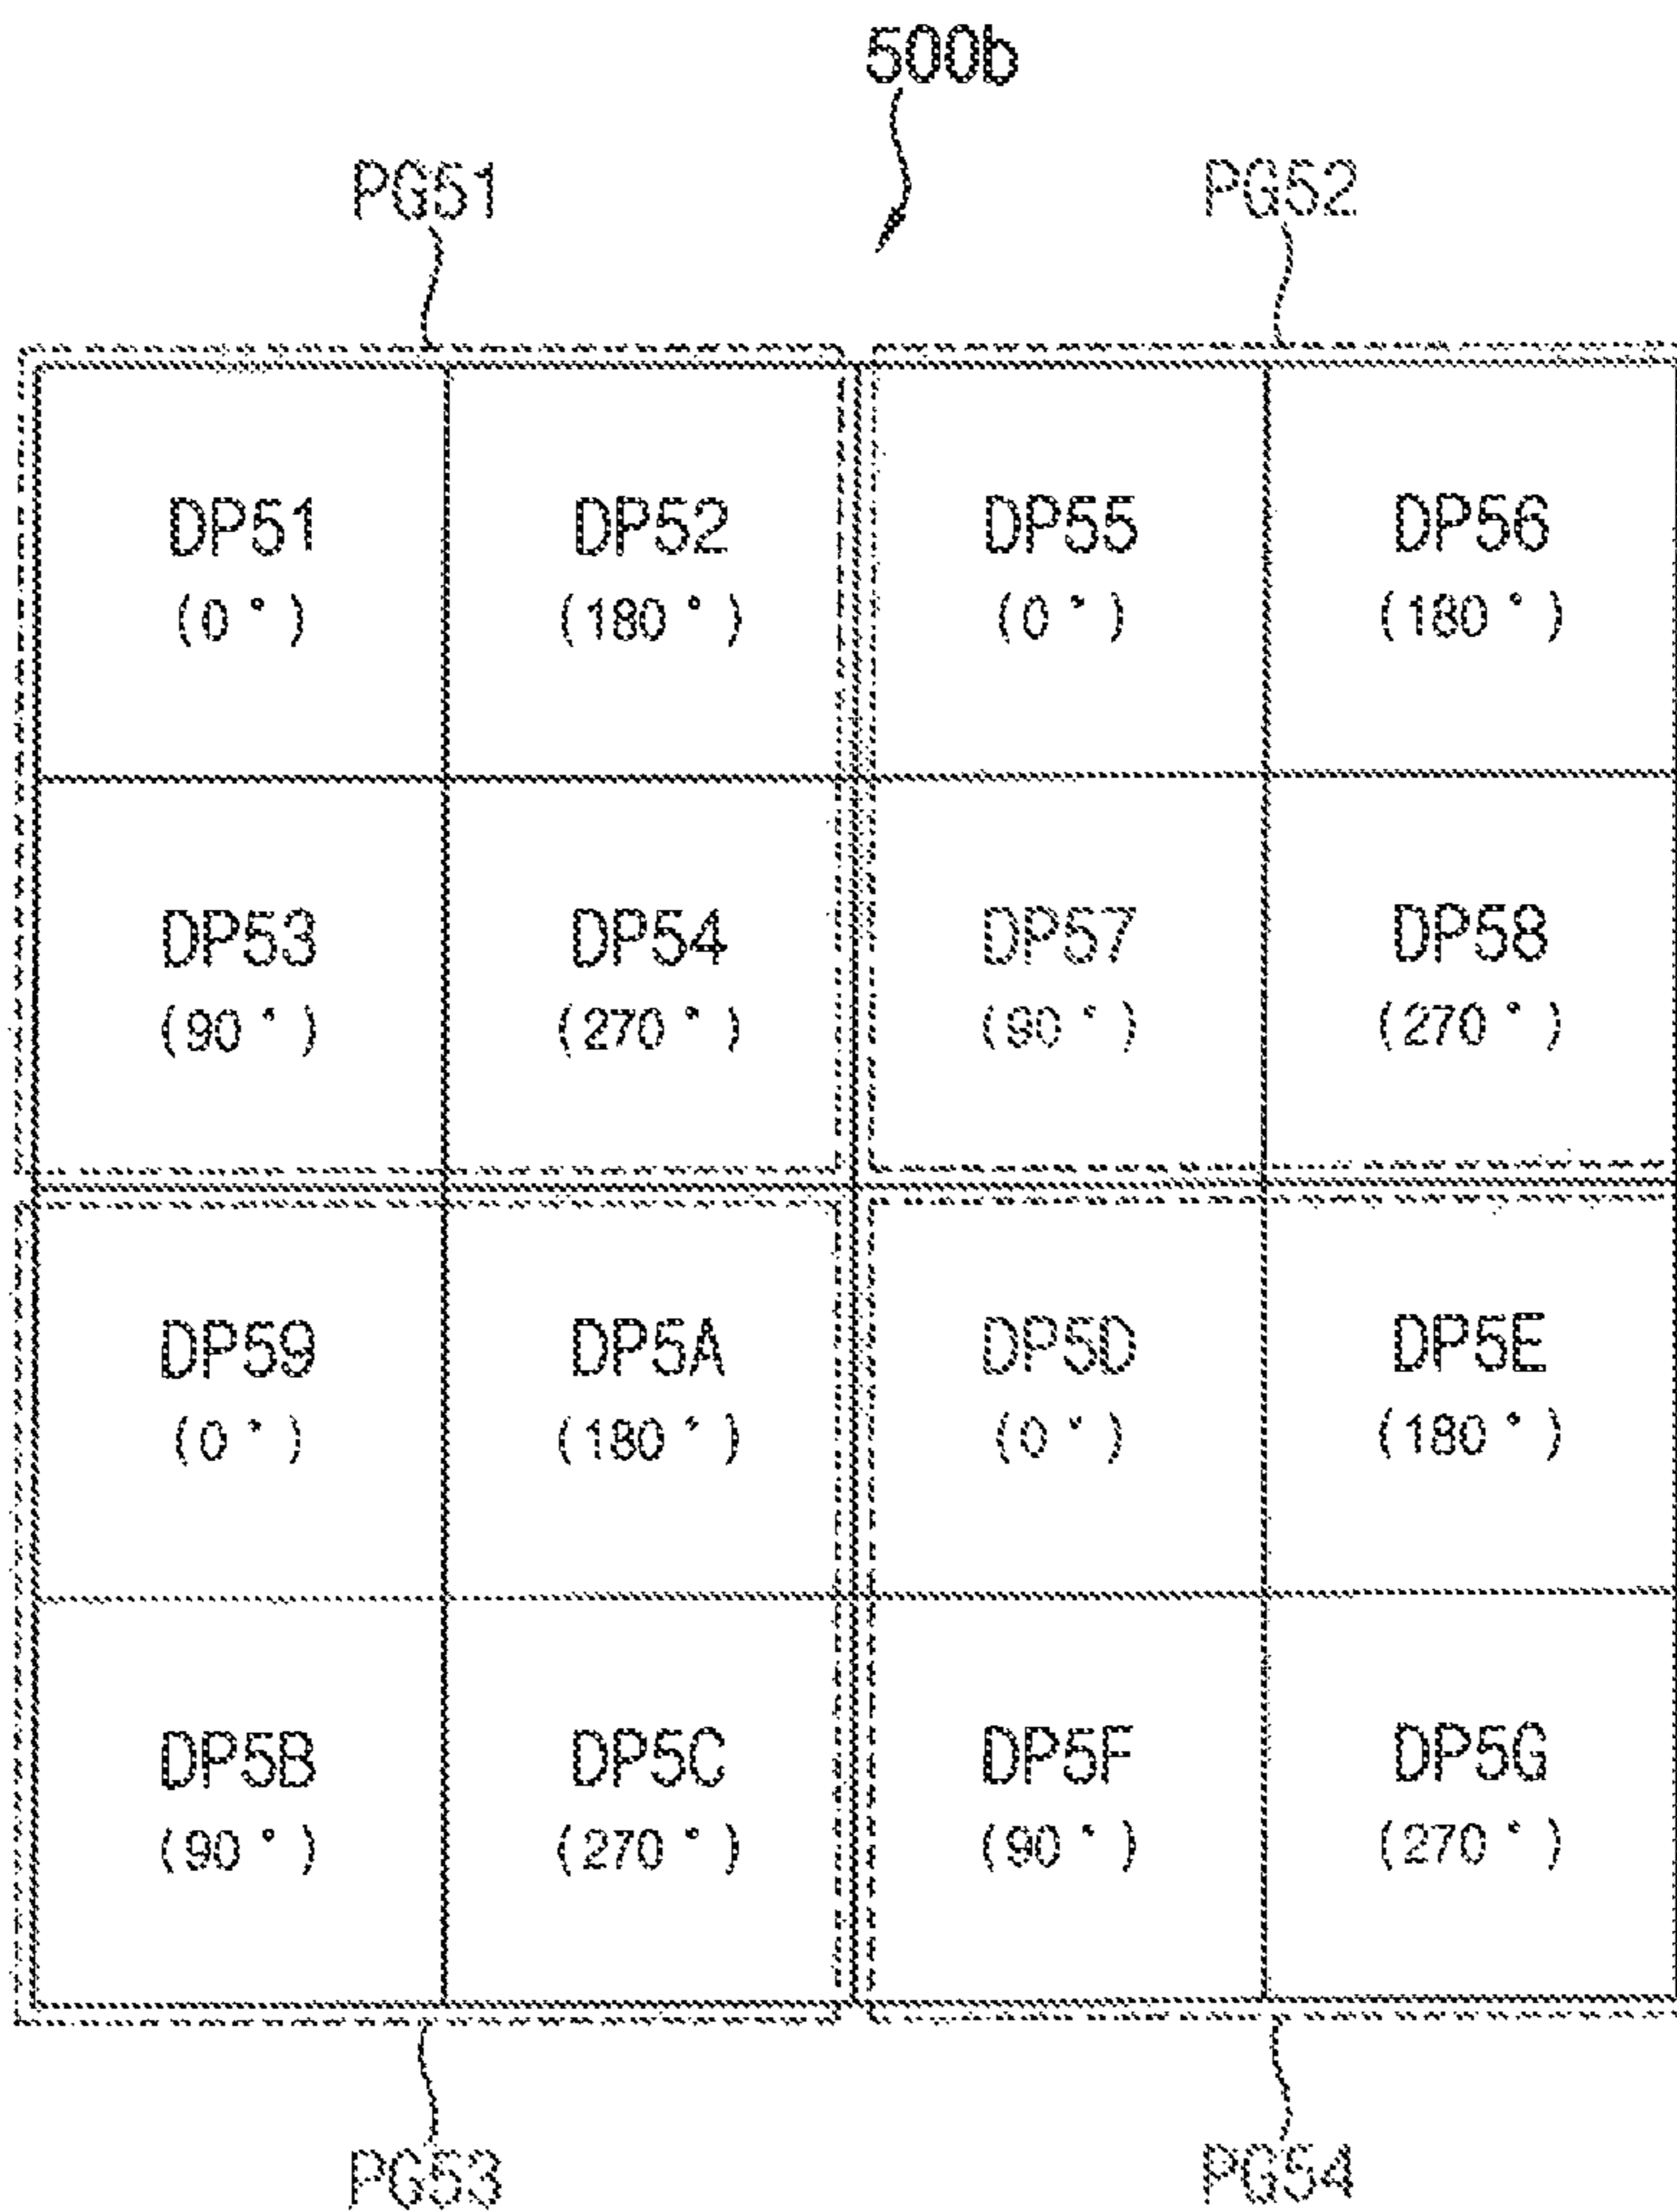 500b
PG51 PG52
DP51 DP52 DP55 DP56
(0°) (180°) (0°) (180°)
DP53 DP54 DP57 DP58
(90°) (270°) (90°) (270°)
DP59 DP5A DP5D DP5E
(0°) (180°) (0°) (180°)
DP5B DP5C DP5F DP5G
(90°) (270°) (90°) (270°)
PG53 PG54